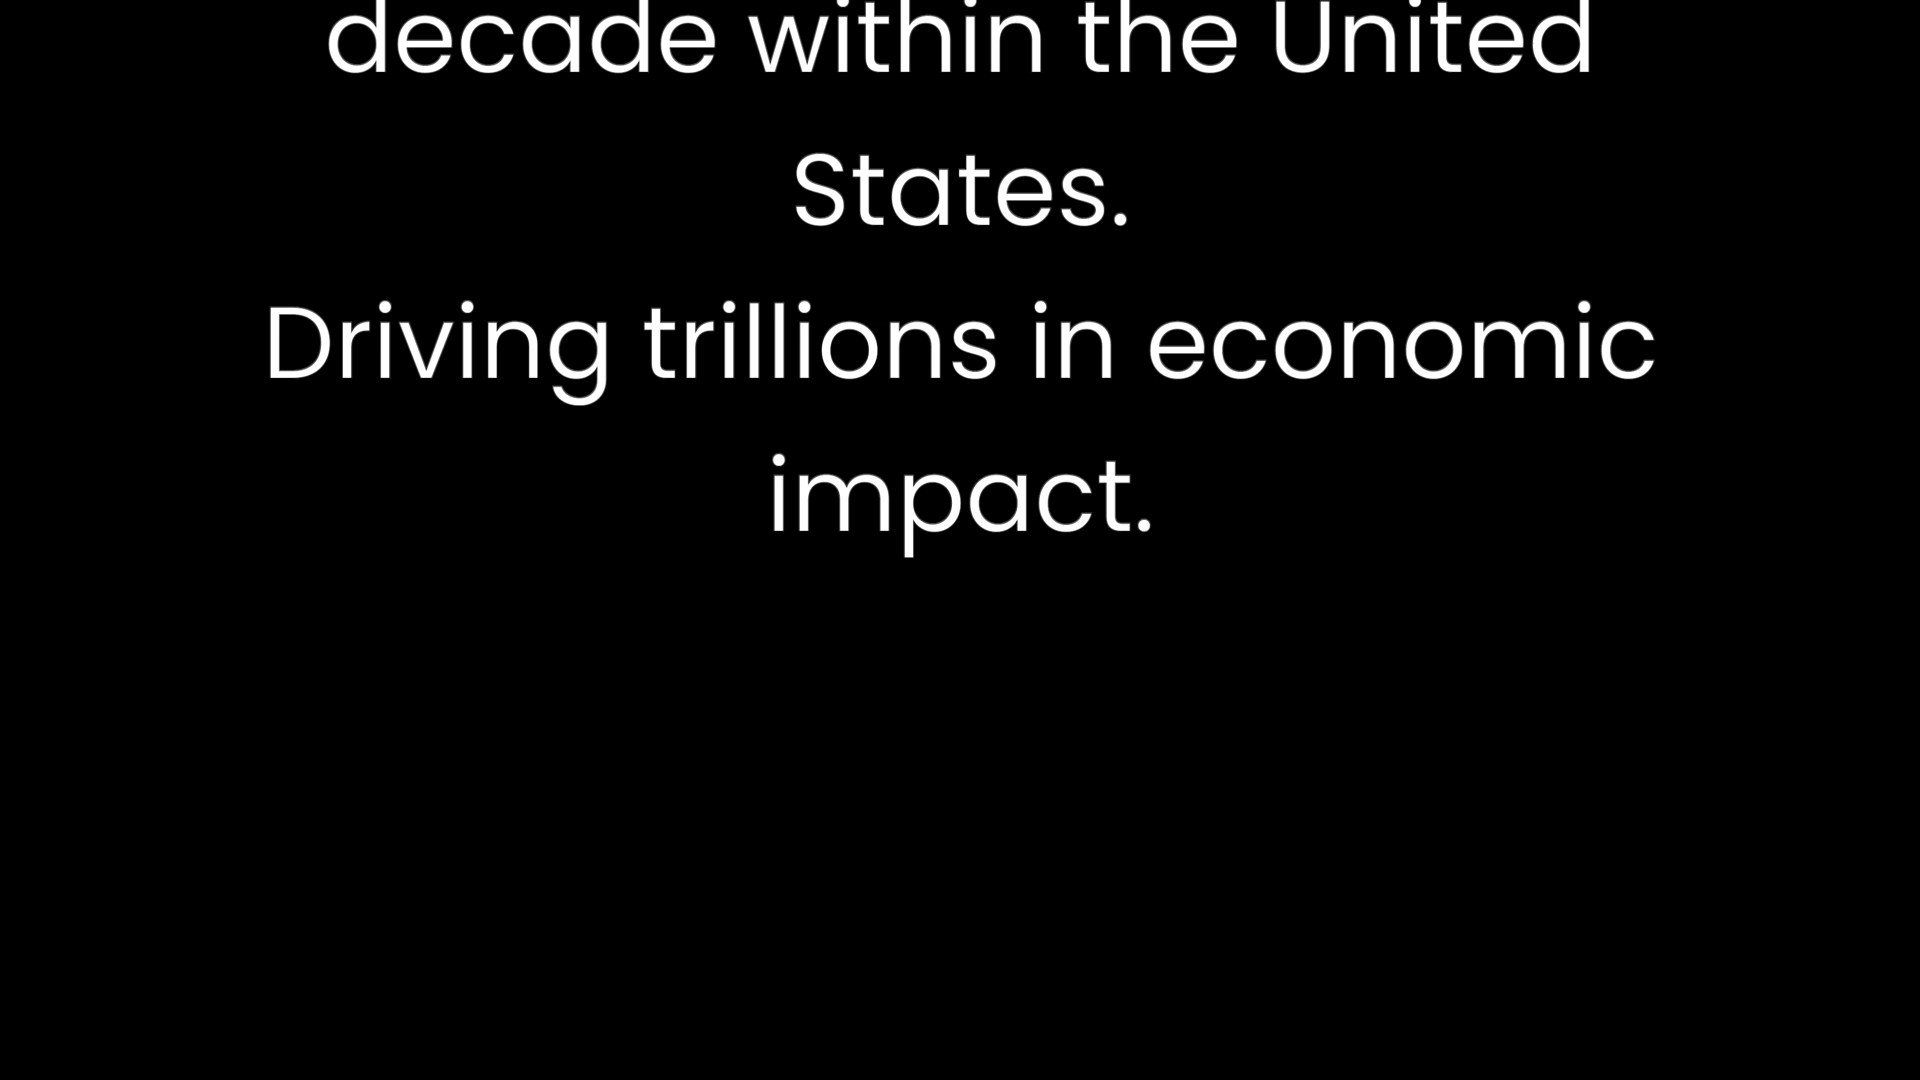 decade within the United
States.
Driving trillions in economic
impact.